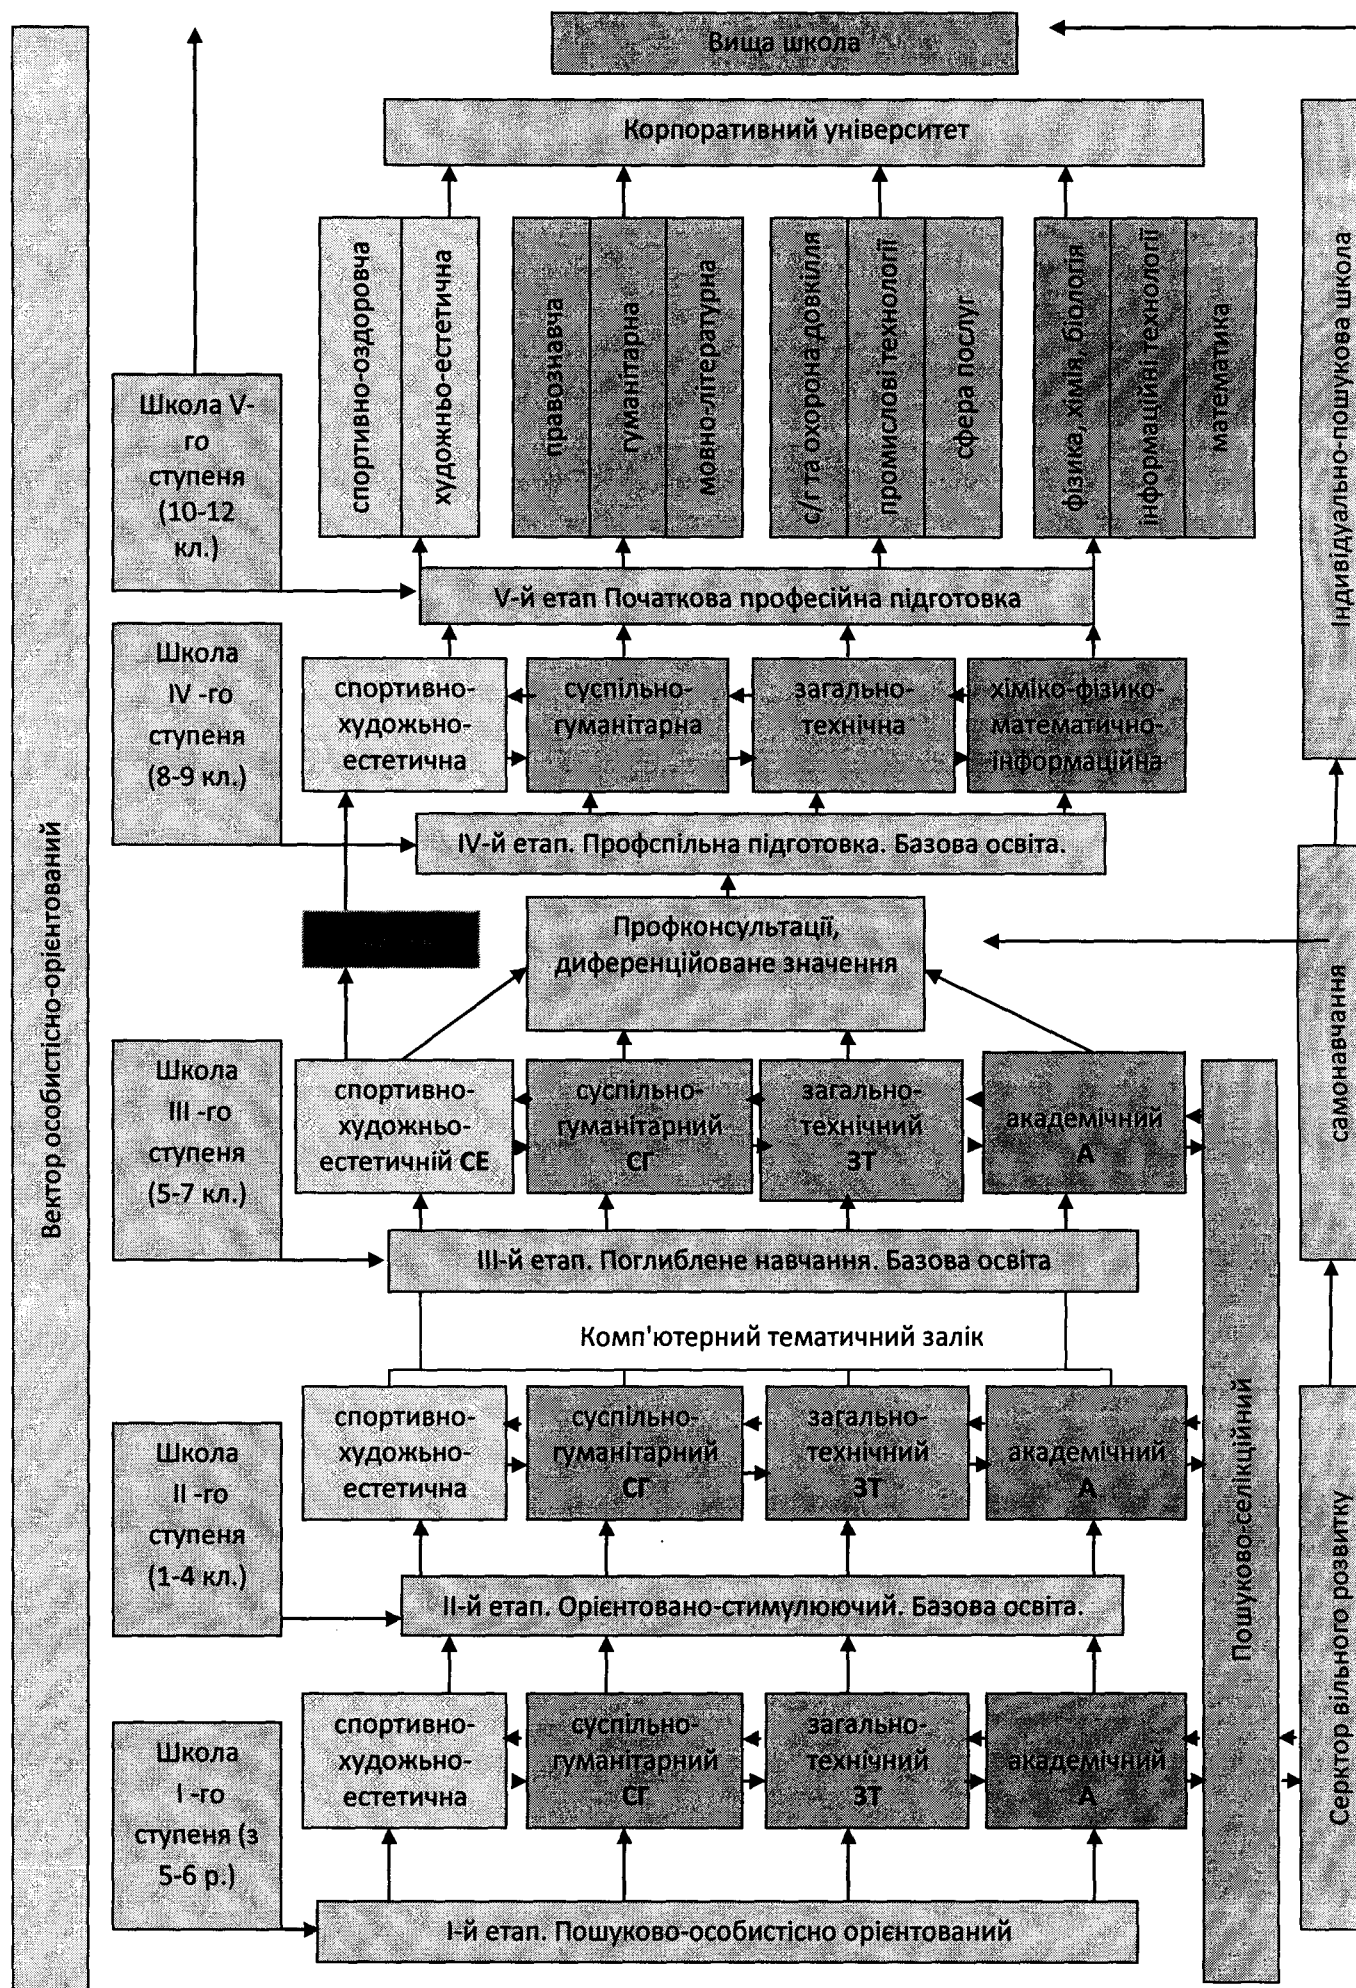 Вища школа
Корпоративний університет
спортивно-оздоровча
художньо-естетична
правознавча
гуманітарна
мовно-літературна
с/г та охорона довкілля
промислові технології
сфера послуг
фізика, хімія, біологія
інформаційні технології
математика
Школа V-
го
ступеня
(10-12
кл.)
V-й етап Початкова професійна підготовка
Школа
IV -го
ступеня
(8-9 кл.)
спортивно-
художьно-
естетична
суспільно-
гуманітарна
загально-
технічна
хіміко-фізико-
математично-
-інформаційна
IV-й етап. Профспільна підготовка. Базова освіта.
Профконсультації,
диференційоване значення
Школа
III -го
ступеня
(5-7 кл.)
спортивно-
художньо-
естетичній СЕ
суспільно-
гуманітарний
СГ
загально-
технічний
ЗТ
академічний
А
III-й етап. Поглиблене навчання. Базова освіта
Комп'ютерний тематичний залік
Школа
II -го
ступеня
(1-4 кл.)
спортивно-
художьно-
естетична
суспільно-
гуманітарний
СГ
загально-
технічний
ЗТ
академічний
А
II-й етап. Орієнтовано-стимулюючий. Базова освіта.
Школа
I -го
ступеня (з
5-6 р.)
спортивно-
художьно-
естетична
суспільно-
гуманітарний
СГ
загально-
технічний
ЗТ
академічний
А
I-й етап. Пошуково-особистісно орієнтований
Вектор особистісно-орієнтований
Пошуково-селікційний
Індивідуально-пошукова школа
самонавчання
Серктор вільного розвитку